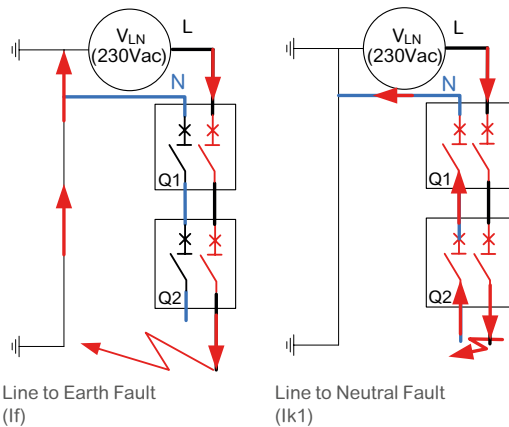 VLN
(230Vac)
L
N
Q1
Q2
Line to Earth Fault
(If)
VLN
(230Vac)
L
N
Q1
Q2
Line to Neutral Fault
(Ik1)